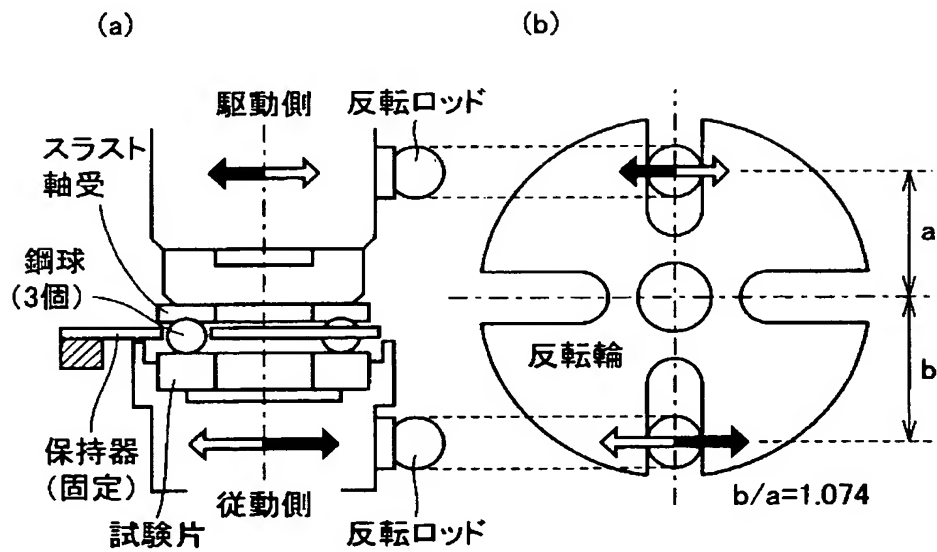 (a)
(b)
駆動側
反転ロッド
スラスト
軸受
鋼球
(3個)
a
反転輪
b
保持器
(固定)
従動側
b/a=1.074
試験片
反転ロッド